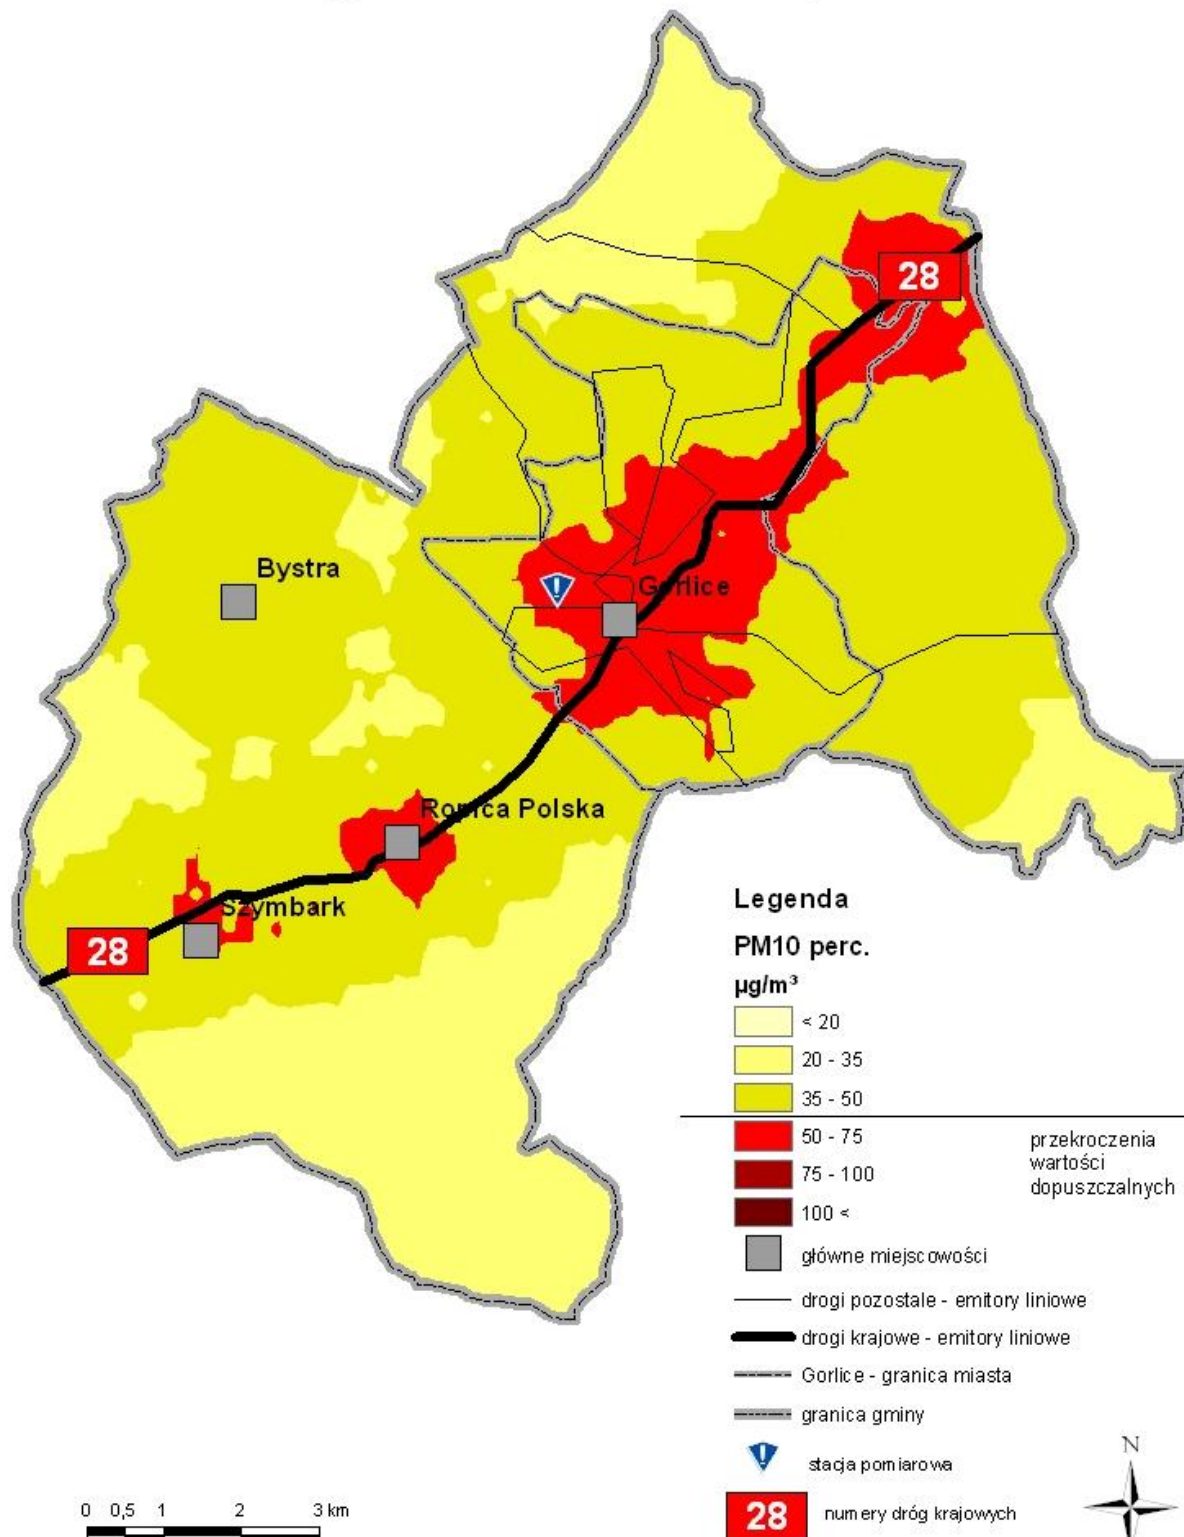 28
Bystra
Gorlice
Ropica Polska
Szymbark
28
Legenda
PM10 perc.
µg/m³
< 20
20 - 35
35 - 50
50 - 75
75 - 100
100 <
przekroczenia
wartości
dopuszczalnych
główne miejscowości
drogi pozostałe - emitory liniowe
drogi krajowe - emitory liniowe
Gorlice - granica miasta
granica gminy
stacja pomiarowa
28 numery dróg krajowych
N
0 0,5 1 2 3 km